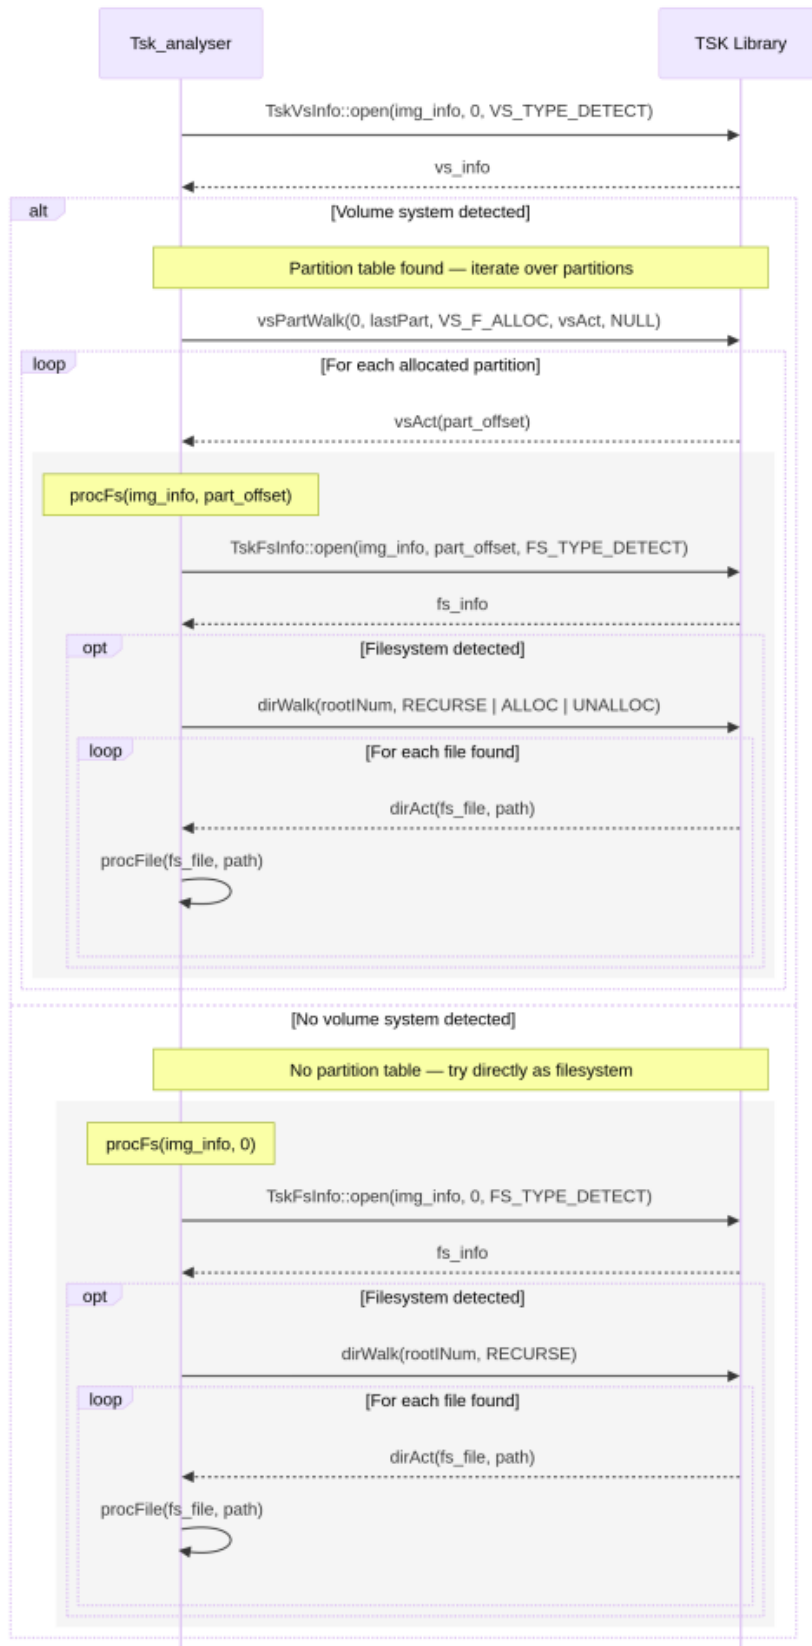 Tsk_analyser
TSK Library
TskVsInfo::open(img_info, 0, VS_TYPE_DETECT)
vs_info
alt
[Volume system detected]
Partition table found — iterate over partitions
vsPartWalk(0, lastPart, VS_F_ALLOC, vsAct, NULL)
loop
[For each allocated partition]
vsAct(part_offset)
procFs(img_info, part_offset)
TskFsInfo::open(img_info, part_offset, FS_TYPE_DETECT)
fs_info
opt
[Filesystem detected]
dirWalk(rootINum, RECURSE | ALLOC | UNALLOC)
loop
[For each file found]
dirAct(fs_file, path)
procFile(fs_file, path)
[No volume system detected]
No partition table — try directly as filesystem
procFs(img_info, 0)
TskFsInfo::open(img_info, 0, FS_TYPE_DETECT)
fs_info
opt
[Filesystem detected]
dirWalk(rootINum, RECURSE)
loop
[For each file found]
dirAct(fs_file, path)
procFile(fs_file, path)